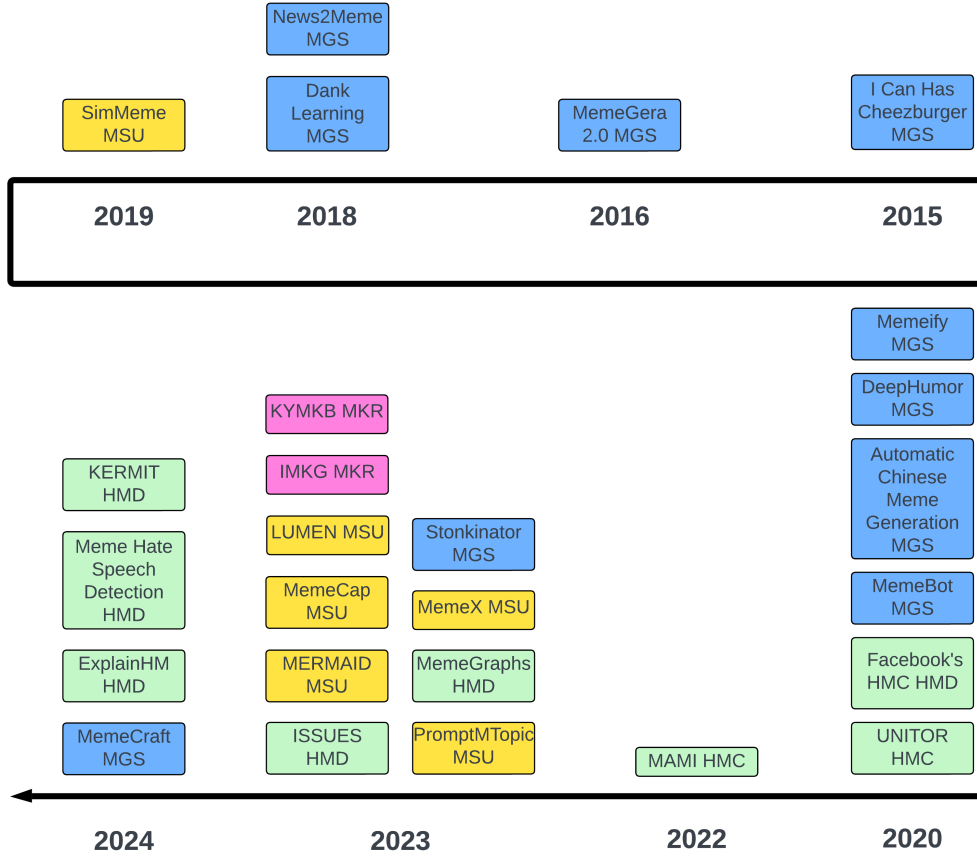 News2Meme
MGS
Dank
Learning
MGS
SimMeme
MSU
MemeGera
2.0 MGS
I Can Has
Cheezburger
MGS
2019
2018
2016
2015
Memeify
MGS
DeepHumor
MGS
Automatic
Chinese
Meme
Generation
MGS
MemeBot
MGS
Facebook's
HMC HMD
UNITOR
HMC
KYMKB MKR
IMKG MKR
LUMEN MSU
MemeCap
MSU
MERMAID
MSU
ISSUES
HMD
Stonkinator
MGS
MemeX MSU
MemeGraphs
HMD
PromptMTopic
MSU
KERMIT
HMD
Meme Hate
Speech
Detection
HMD
ExplainHM
HMD
MemeCraft
MGS
MAMI HMC
2024
2023
2022
2020